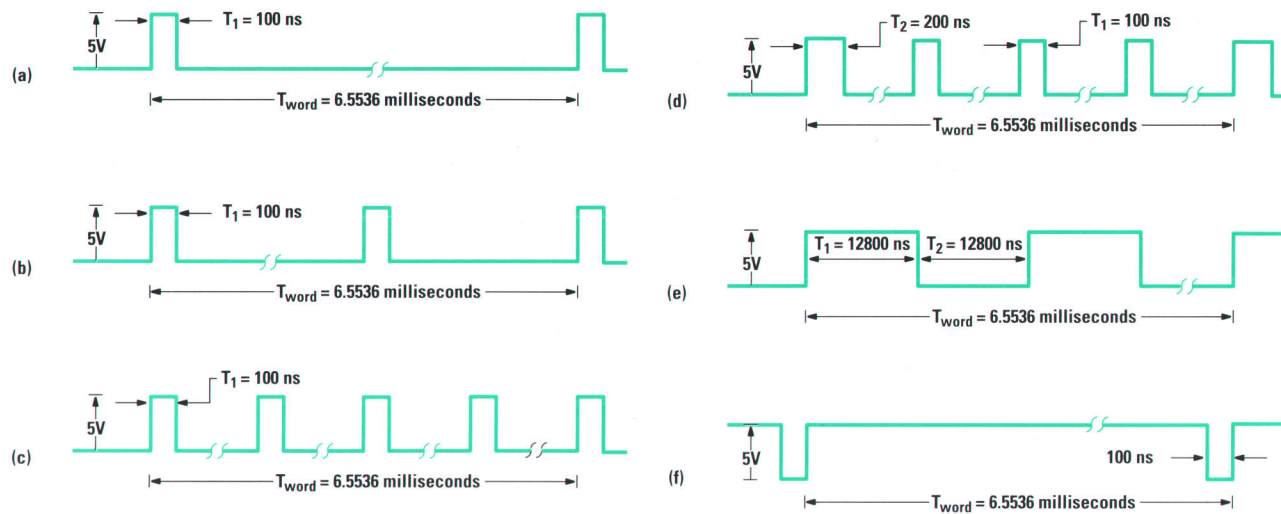 (a)
5V
T1 = 100 ns
Tword = 6.5536 milliseconds
(b)
5V
T1 = 100 ns
Tword = 6.5536 milliseconds
(c)
5V
T1 = 100 ns
Tword = 6.5536 milliseconds
(d)
5V
T2 = 200 ns
T1 = 100 ns
Tword = 6.5536 milliseconds
(e)
5V
T1 = 12800 ns
T2 = 12800 ns
Tword = 6.5536 milliseconds
(f)
5V
100 ns
Tword = 6.5536 milliseconds